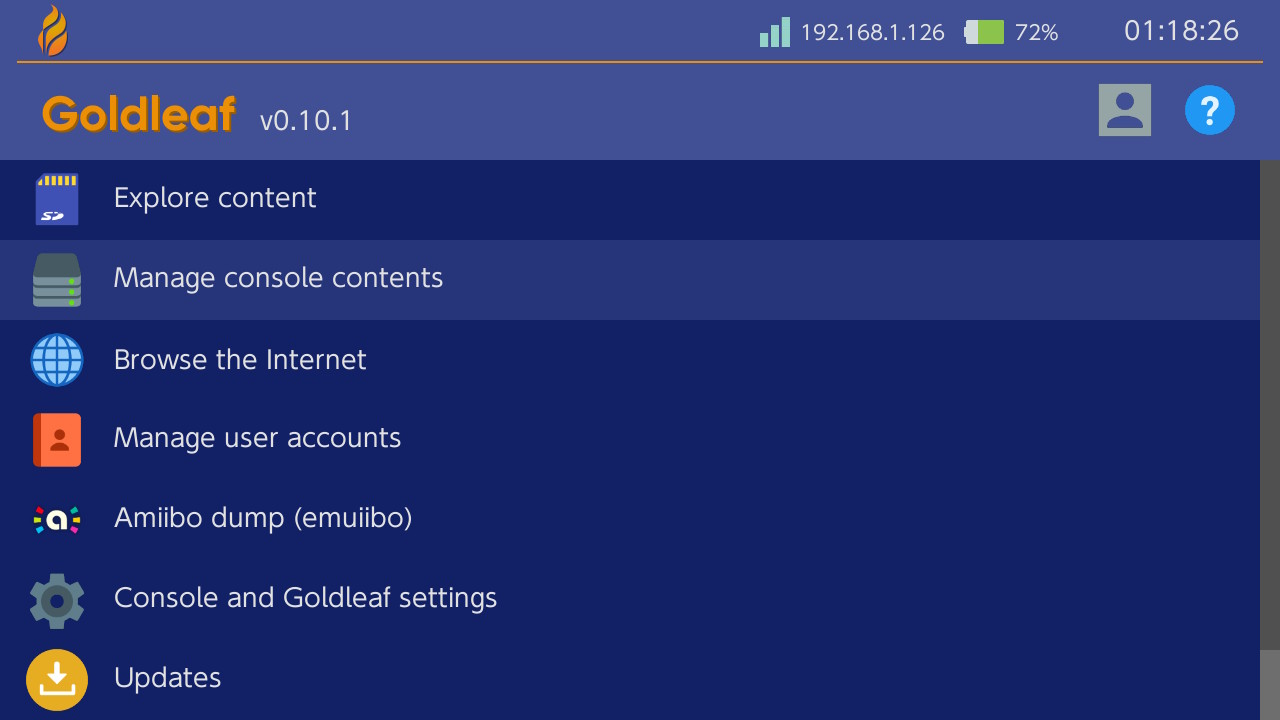 192.168.1.126 72% 01:18:26
Goldleaf v0.10.1 ?
SD Explore content
Manage console contents
Browse the Internet
Manage user accounts
a Amiibo dump (emuiibo)
Console and Goldleaf settings
Updates